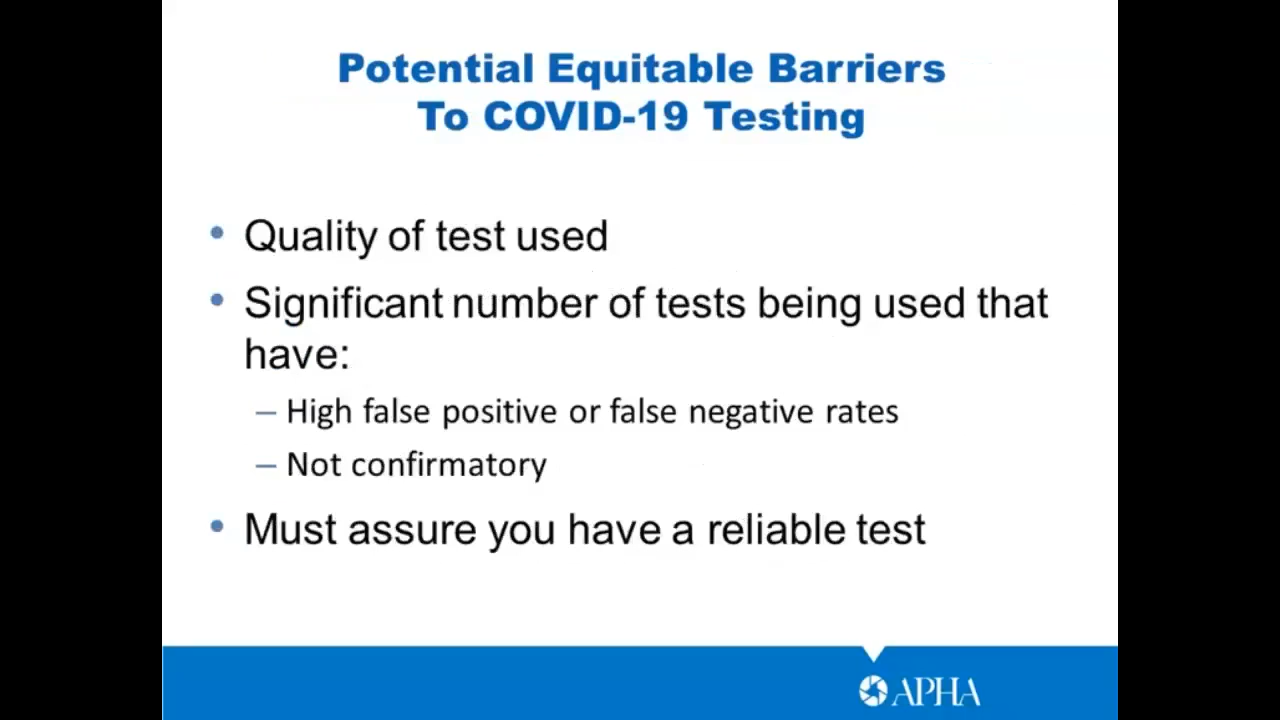 Potential Equitable Barriers
To COVID-19 Testing
• Quality of test used
• Significant number of tests being used that
have:
– High false positive or false negative rates
– Not confirmatory
• Must assure you have a reliable test
APHA